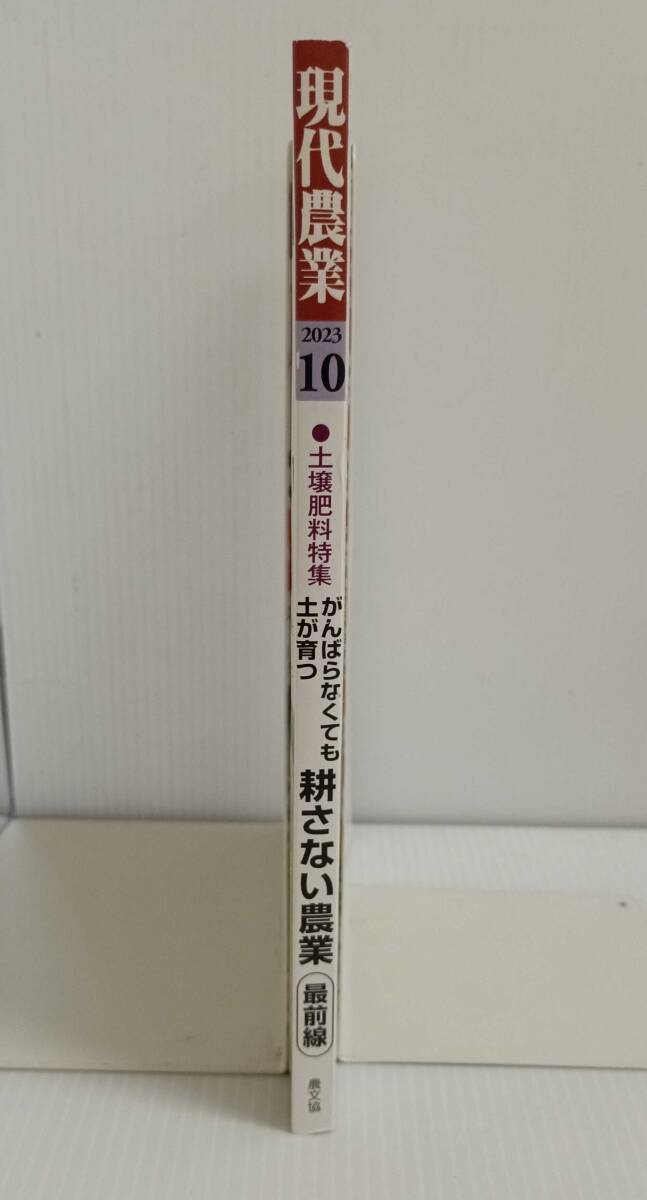 現代農業
2023
10
●土壌肥料特集
がんばらなくても
土が育つ
耕さない農業
最前線
農文協